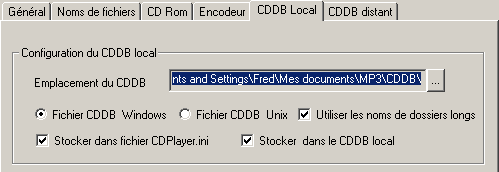 Général Noms de fichiers CD Rom Encodeur CDDB Local CDDB distant
Configuration du CDDB local
Emplacement du CDDB nts and Settings\Fred\Mes documents\MP3\CDDB\ ...
Fichier CDDB Windows Fichier CDDB Unix Utiliser les noms de dossiers longs
Stocker dans fichier CDPlayer.ini Stocker dans le CDDB local